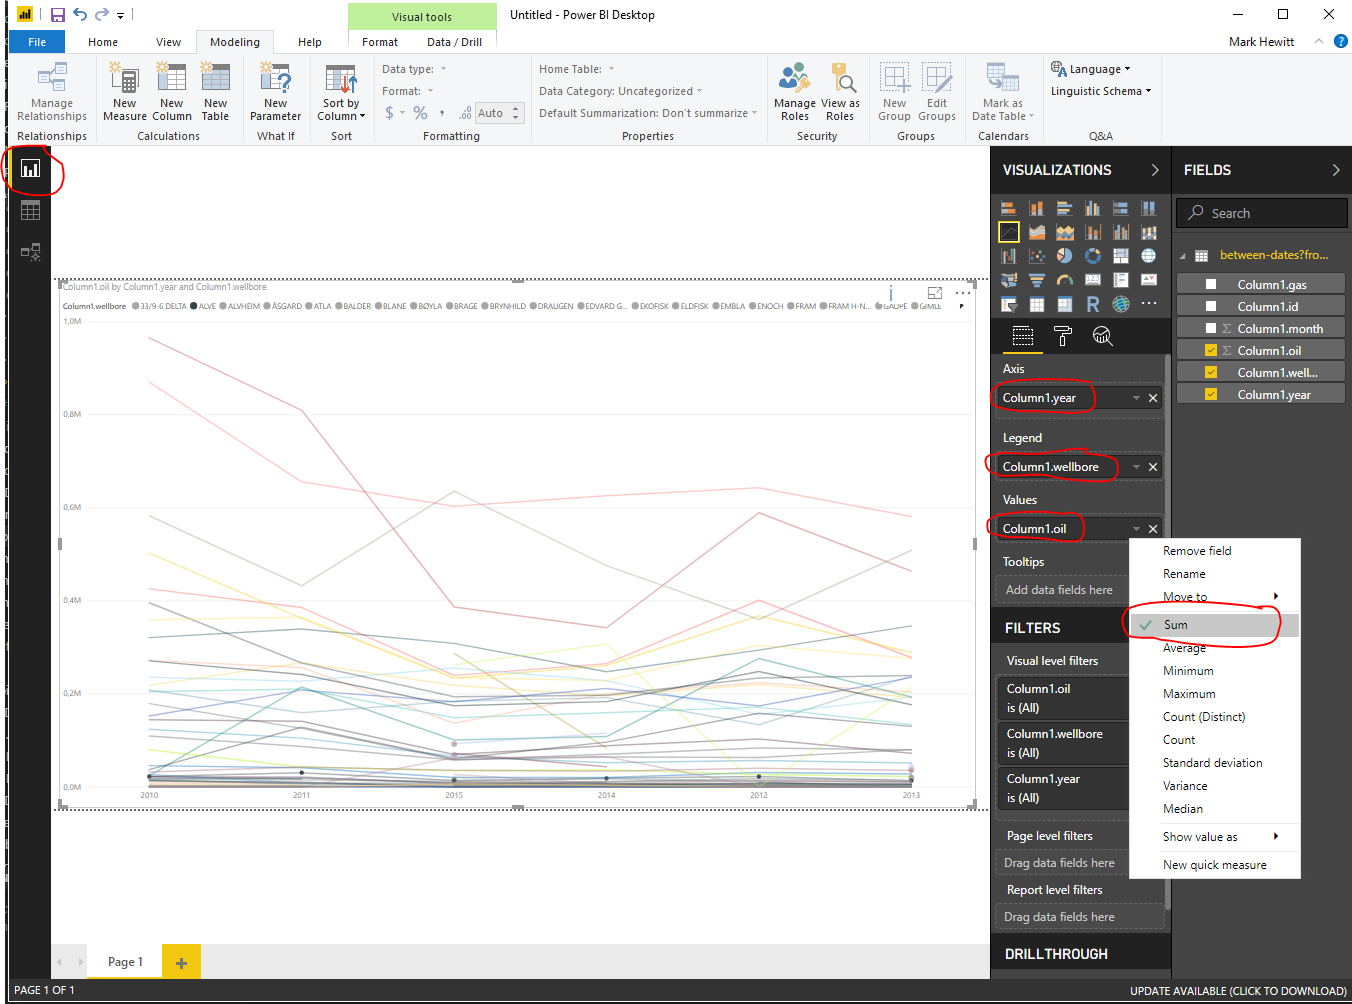 Visual tools
Untitled - Power BI Desktop
File
Home
View
Modeling
Help
Format
Data / Drill
Mark Hewitt
Manage Relationships
New Measure
New Column
New Table
New Parameter
Sort by Column
Data type:
Format:
$ % , .00 Auto
Home Table:
Data Category: Uncategorized
Default Summarization: Don't summarize
Manage Roles
View as Roles
New Group
Edit Groups
Mark as Date Table
Language
Linguistic Schema
Relationships
Calculations
What If
Sort
Formatting
Properties
Security
Groups
Calendars
Q&A
Column1.oil by Column1.year and Column1.wellbore
Column1.wellbore 33/9-6 DELTA ALVE ALVHEIM ÅSGARD ATLA BALDER BLANE BØYLA BRAGE BRYNHILD DRAUGEN EDVARD G... EKOFISK ELDFISK EMBLA ENOCH FRAM FRAM H-N... GAUPE GIMLE
1,0M
0,8M
0,6M
0,4M
0,2M
0,0M
2010 2011 2015 2014 2012 2013
VISUALIZATIONS
R
Axis
Column1.year
Legend
Column1.wellbore
Values
Column1.oil
Tooltips
Add data fields here
FILTERS
Visual level filters
Column1.oil
is (All)
Column1.wellbore
is (All)
Column1.year
is (All)
Page level filters
Drag data fields here
Report level filters
Drag data fields here
DRILLTHROUGH
Remove field
Rename
Move to
Sum
Average
Minimum
Maximum
Count (Distinct)
Count
Standard deviation
Variance
Median
Show value as
New quick measure
FIELDS
Search
between-dates?fro...
Column1.gas
Column1.id
Σ Column1.month
Σ Column1.oil
Column1.well...
Column1.year
Page 1
PAGE 1 OF 1
UPDATE AVAILABLE (CLICK TO DOWNLOAD)